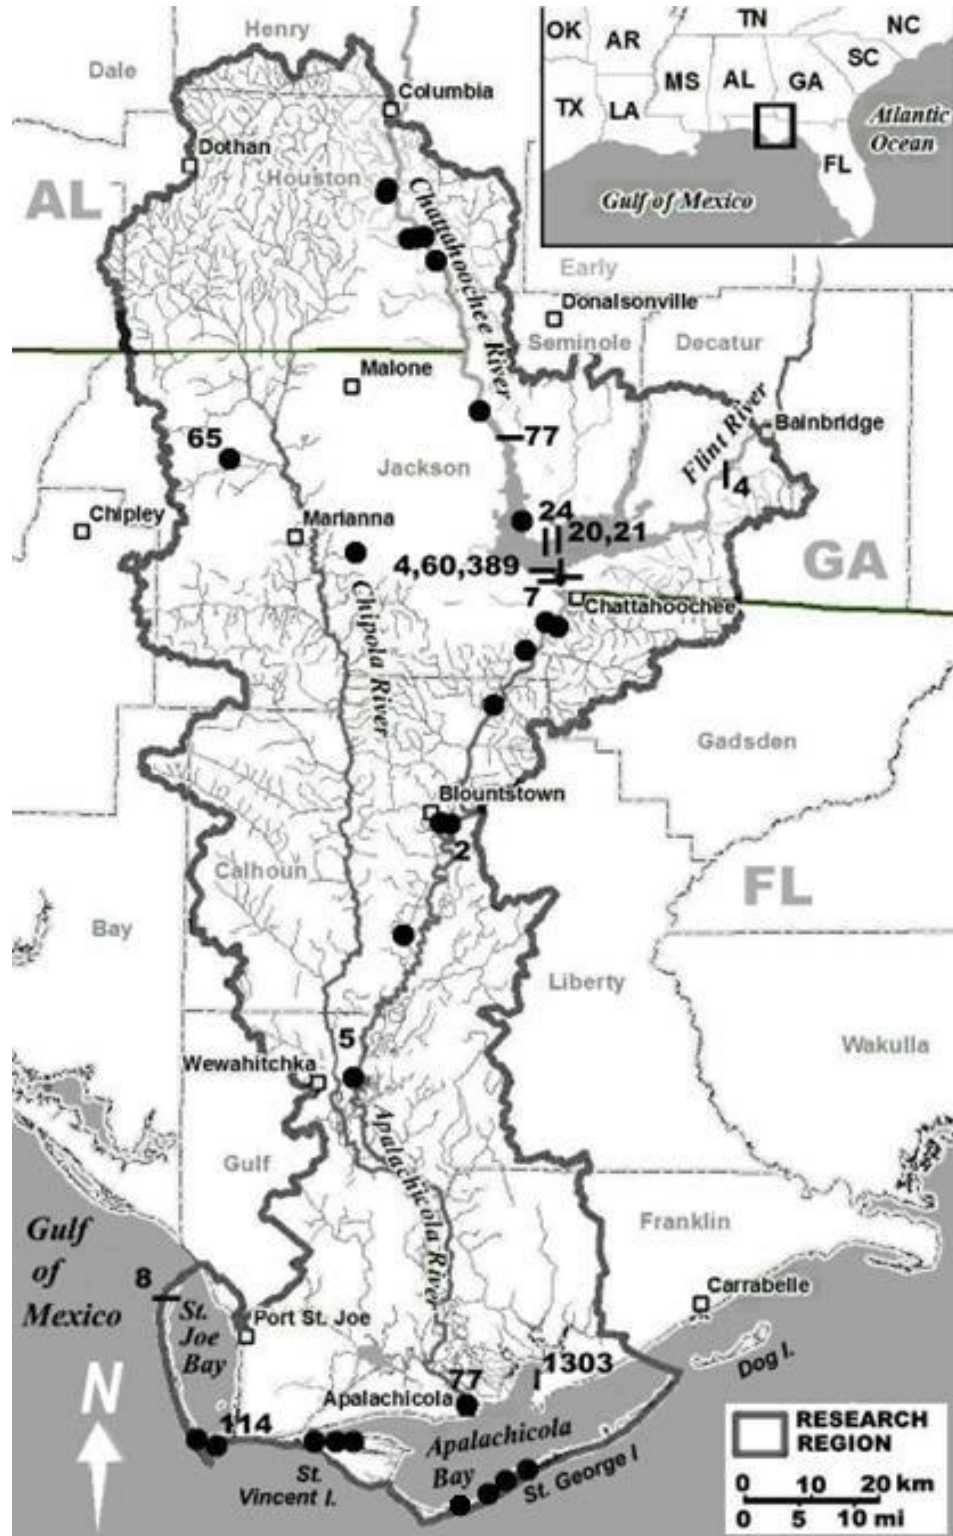 Henry
Dale
Columbia
Dothan
Houston
AL
Chattahoochee River
OK
AR
TN
NC
SC
MS
AL
GA
TX
LA
Atlantic
Ocean
FL
Gulf of Mexico
Early
Donalsonville
Seminole
Decatur
Malone
Flint River
Bainbridge
65
77
Jackson
4
Chipley
Marianna
24
20,21
4,60,389
GA
7
Chattahoochee
Chipola River
Gadsden
Blountstown
2
Calhoun
FL
Bay
Liberty
5
Wakulla
Wewahitchka
Apalachicola River
Gulf
Franklin
Gulf
of
Mexico
8
St.
Joe
Bay
Port St. Joe
Carrabelle
Dog I.
1303
77
N
Apalachicola
114
Apalachicola
Bay
St. George I
St.
Vincent I.
RESEARCH
REGION
0 10 20 km
0 5 10 mi